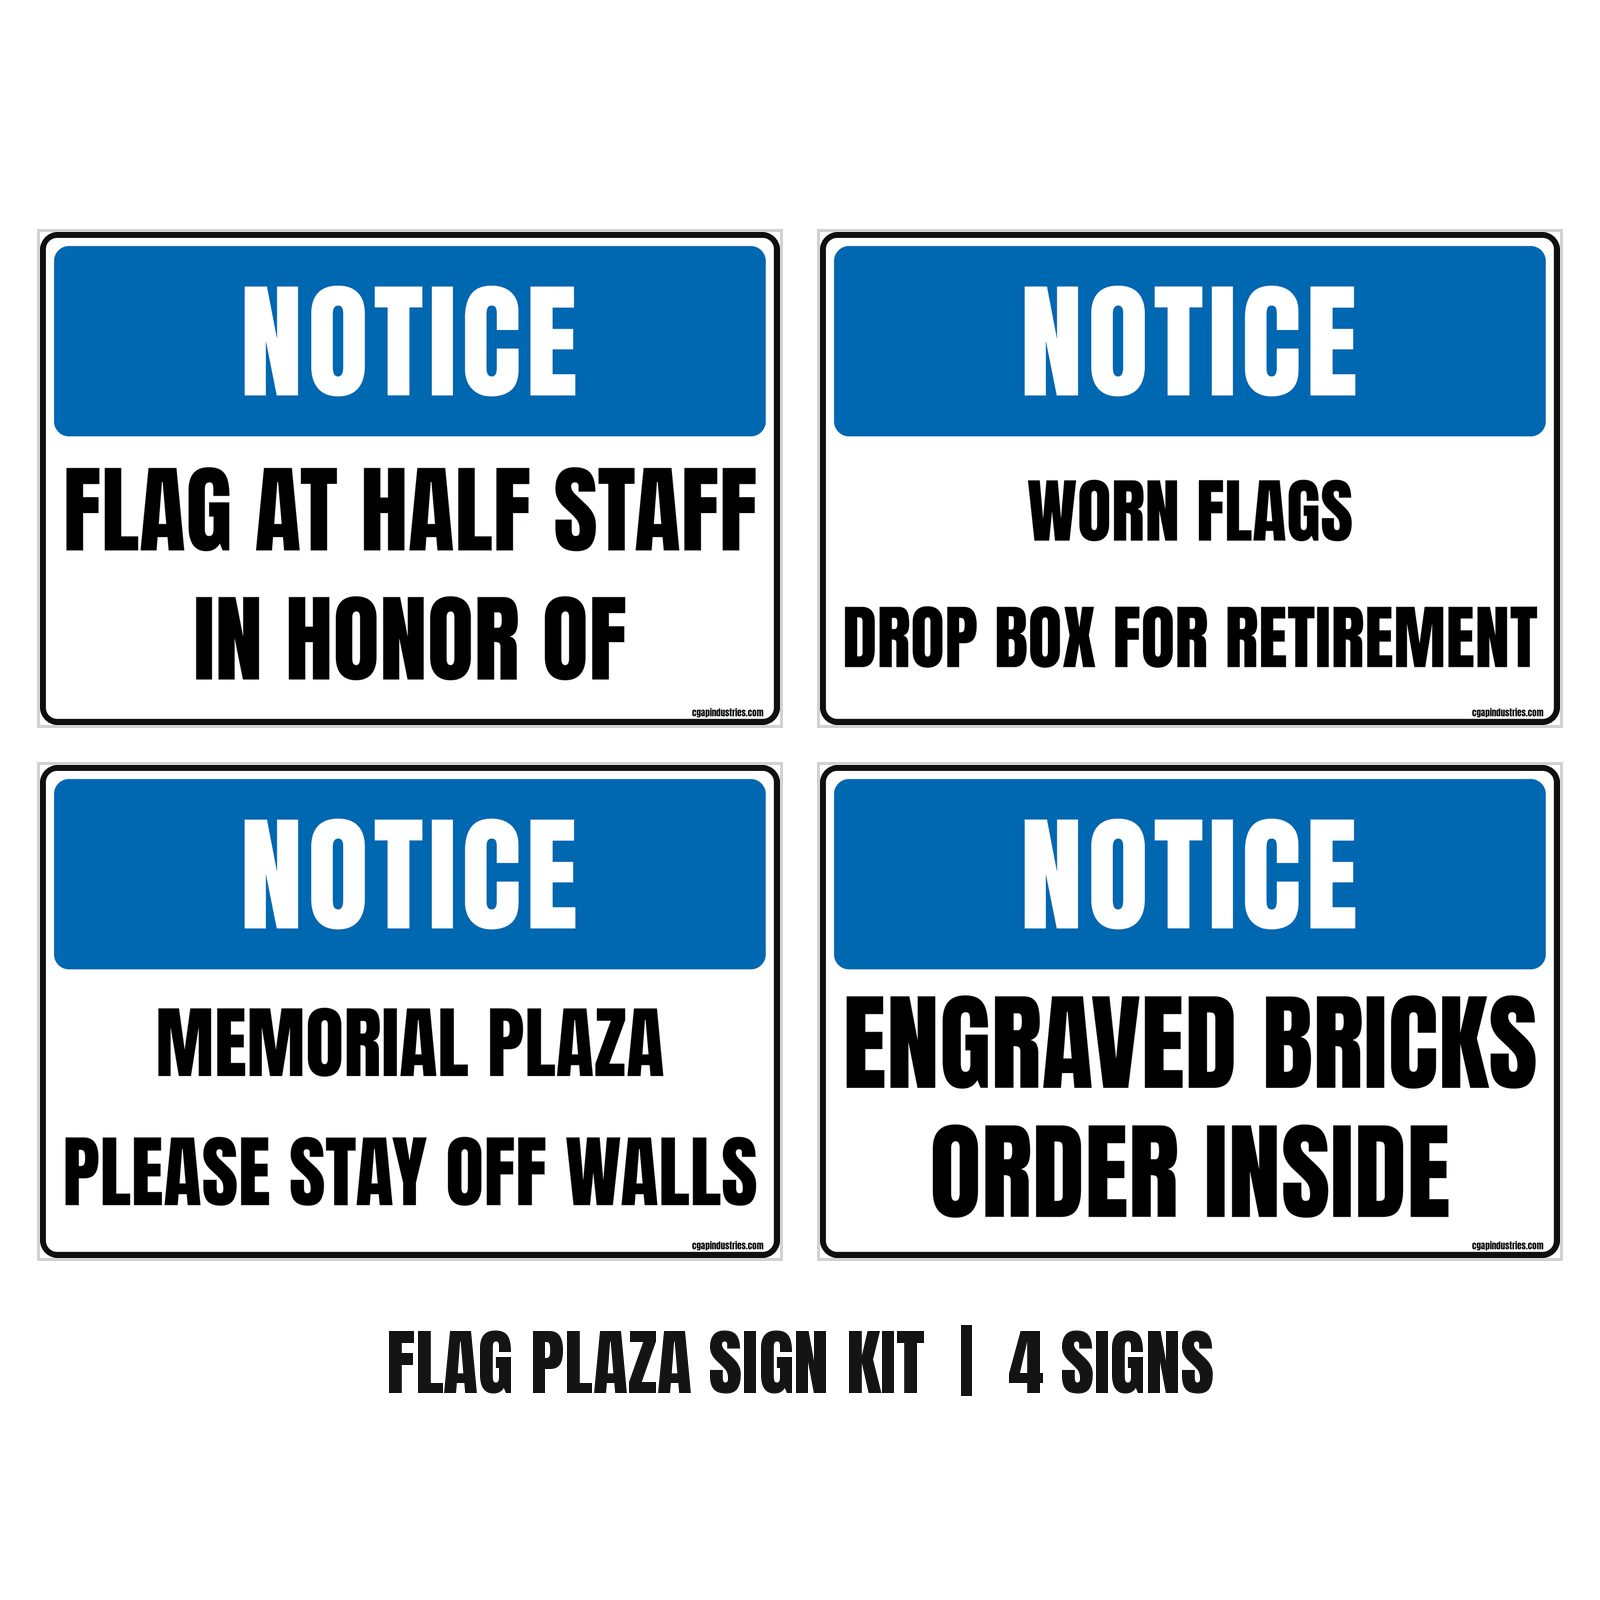 NOTICE
FLAG AT HALF STAFF
IN HONOR OF
cgapindustries.com
NOTICE
WORN FLAGS
DROP BOX FOR RETIREMENT
cgapindustries.com
NOTICE
MEMORIAL PLAZA
PLEASE STAY OFF WALLS
cgapindustries.com
NOTICE
ENGRAVED BRICKS
ORDER INSIDE
cgapindustries.com
FLAG PLAZA SIGN KIT | 4 SIGNS